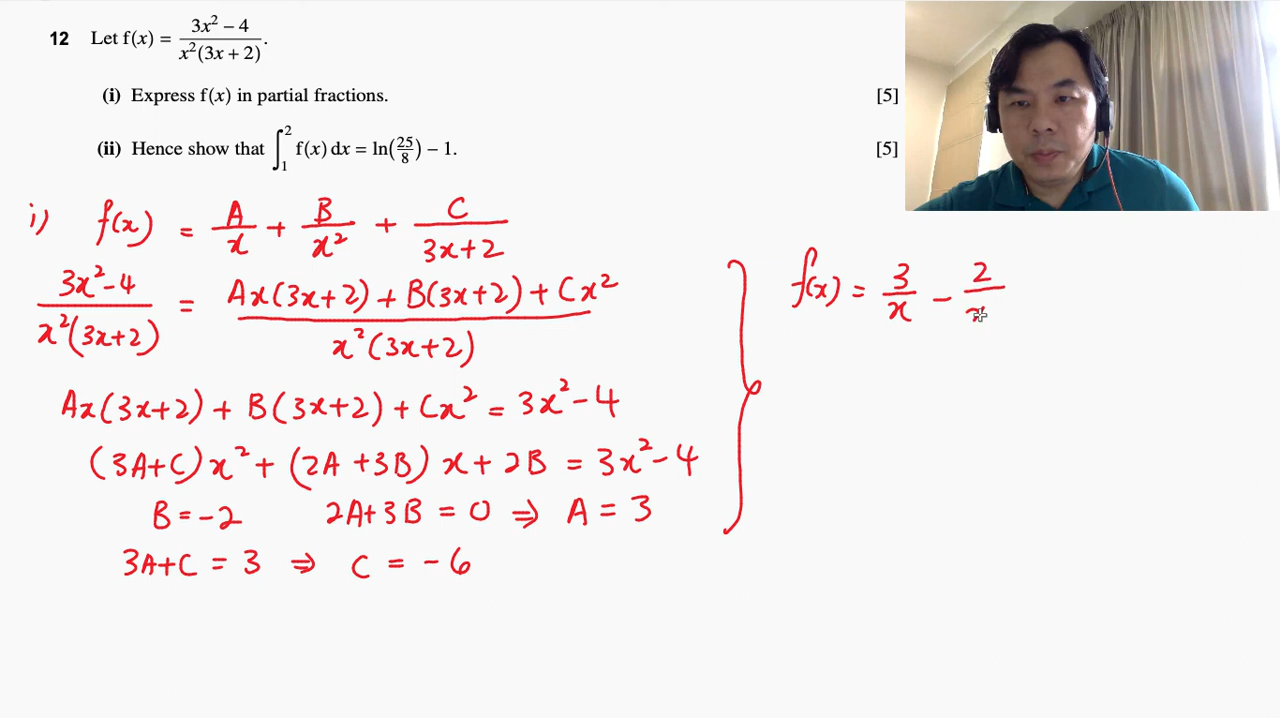 12 Let f(x) = (3x² − 4)/(x²(3x + 2)).
(i) Express f(x) in partial fractions. [5]
(ii) Hence show that ∫₁² f(x) dx = ln(25/8) − 1. [5]
i) f(x) = A/x + B/x² + C/(3x+2)
(3x²-4)/(x²(3x+2)) = (Ax(3x+2) + B(3x+2) + Cx²)/(x²(3x+2))
Ax(3x+2) + B(3x+2) + Cx² = 3x²-4
(3A+C)x² + (2A+3B)x + 2B = 3x²-4
B = -2 2A+3B = 0 ⇒ A = 3
3A+C = 3 ⇒ C = -6
f(x) = 3/x - 2/x